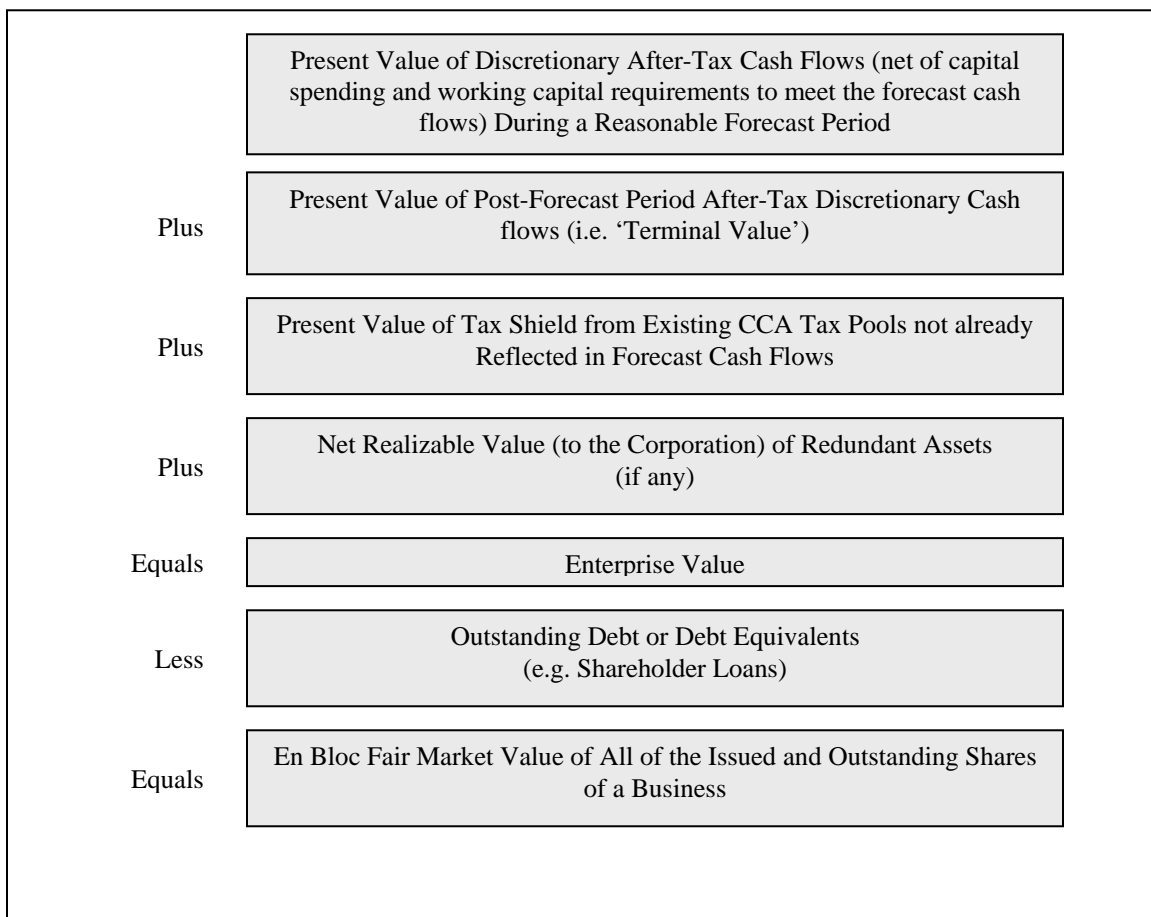 Present Value of Discretionary After-Tax Cash Flows (net of capital
spending and working capital requirements to meet the forecast cash
flows) During a Reasonable Forecast Period
Plus
Present Value of Post-Forecast Period After-Tax Discretionary Cash
flows (i.e. ‘Terminal Value’)
Plus
Present Value of Tax Shield from Existing CCA Tax Pools not already
Reflected in Forecast Cash Flows
Plus
Net Realizable Value (to the Corporation) of Redundant Assets
(if any)
Equals
Enterprise Value
Less
Outstanding Debt or Debt Equivalents
(e.g. Shareholder Loans)
Equals
En Bloc Fair Market Value of All of the Issued and Outstanding Shares
of a Business